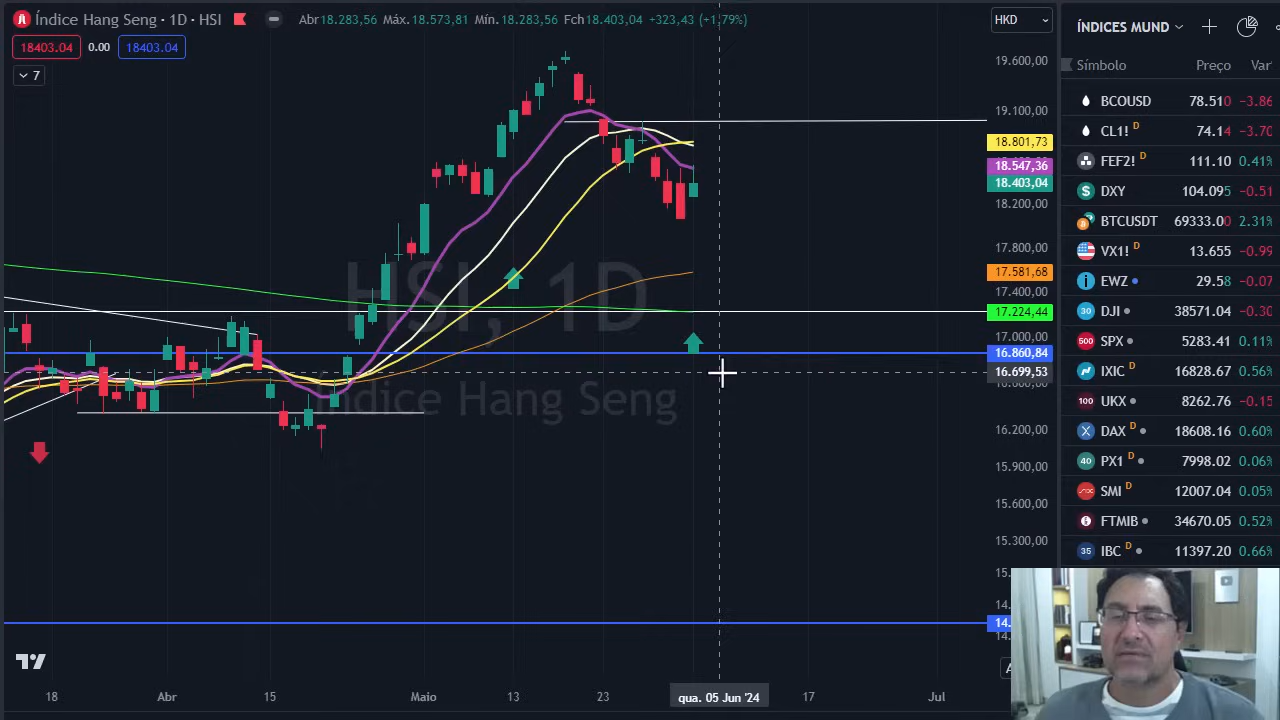 Índice Hang Seng · 1D · HSI Abr18.283,56 Máx.18.573,81 Mín.18.283,56 Fch18.403,04 +323,43 (+1,79%) HKD
18403.04 0.00 18403.04
7
19.600,00
19.100,00
18.801,73
18.547,36
18.403,04
18.200,00
17.800,00
17.581,68
17.400,00
17.224,44
17.000,00
16.860,84
16.699,53
16.200,00
15.900,00
15.600,00
15.300,00
HSI, 1D
Índice Hang Seng
18 Abr 15 Maio 13 23 qua. 05 Jun '24 17 Jul
ÍNDICES MUND
Símbolo Preço Var
BCOUSD 78.510 -3.86
CL1! D 74.14 -3.70
FEF2! D 111.10 0.41%
DXY 104.095 -0.51
BTCUSDT 69333.00 2.31%
VX1! D 13.655 -0.99
EWZ 29.58 -0.07
30 DJI 38571.04 -0.30
500 SPX 5283.41 0.11%
IXIC 16828.67 0.56%
100 UKX 8262.76 -0.15
DAX D 18608.16 0.60%
40 PX1 D 7998.02 0.06%
SMI D 12007.04 0.05%
FTMIB 34670.05 0.52%
35 IBC D 11397.20 0.66%